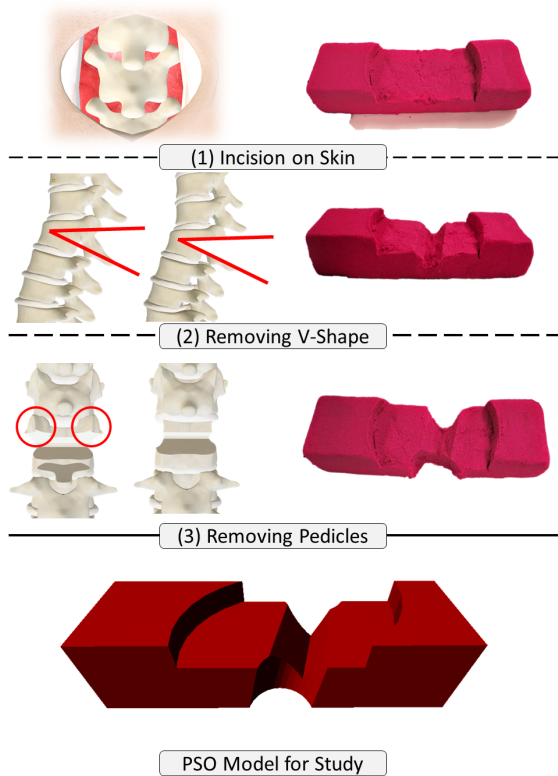 (1) Incision on Skin
(2) Removing V-Shape
(3) Removing Pedicles
PSO Model for Study